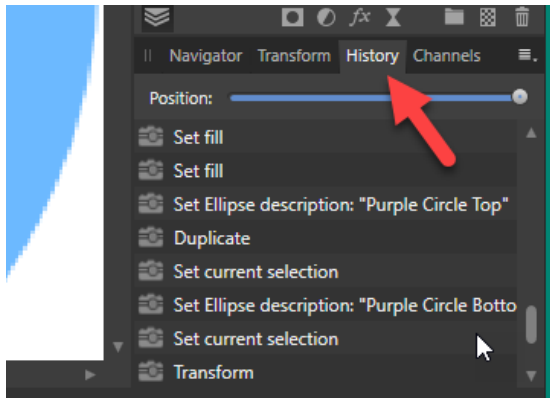 fx
Navigator Transform History Channels
Position:
Set fill
Set fill
Set Ellipse description: "Purple Circle Top"
Duplicate
Set current selection
Set Ellipse description: "Purple Circle Botto
Set current selection
Transform